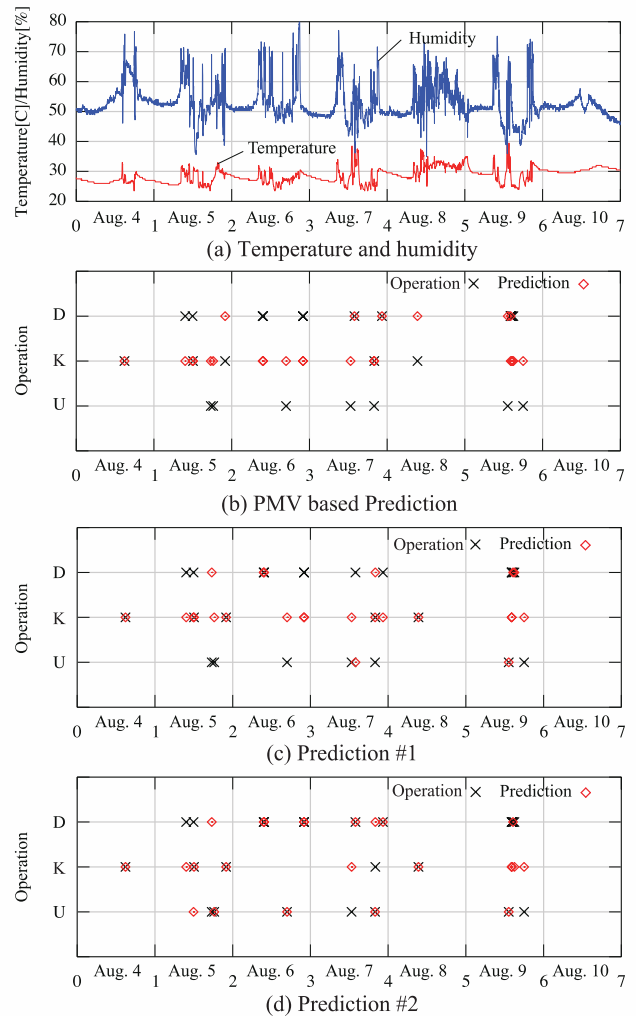 Temperature[C]/Humidity[%]
80
70
60
50
40
30
20
Humidity
Temperature
Aug. 4 Aug. 5 Aug. 6 Aug. 7 Aug. 8 Aug. 9 Aug. 10
0 1 2 3 4 5 6 7
(a) Temperature and humidity
Operation Prediction
Operation
D
K
U
Aug. 4 Aug. 5 Aug. 6 Aug. 7 Aug. 8 Aug. 9 Aug. 10
0 1 2 3 4 5 6 7
(b) PMV based Prediction
Operation Prediction
Operation
D
K
U
Aug. 4 Aug. 5 Aug. 6 Aug. 7 Aug. 8 Aug. 9 Aug. 10
0 1 2 3 4 5 6 7
(c) Prediction #1
Operation Prediction
Operation
D
K
U
Aug. 4 Aug. 5 Aug. 6 Aug. 7 Aug. 8 Aug. 9 Aug. 10
0 1 2 3 4 5 6 7
(d) Prediction #2